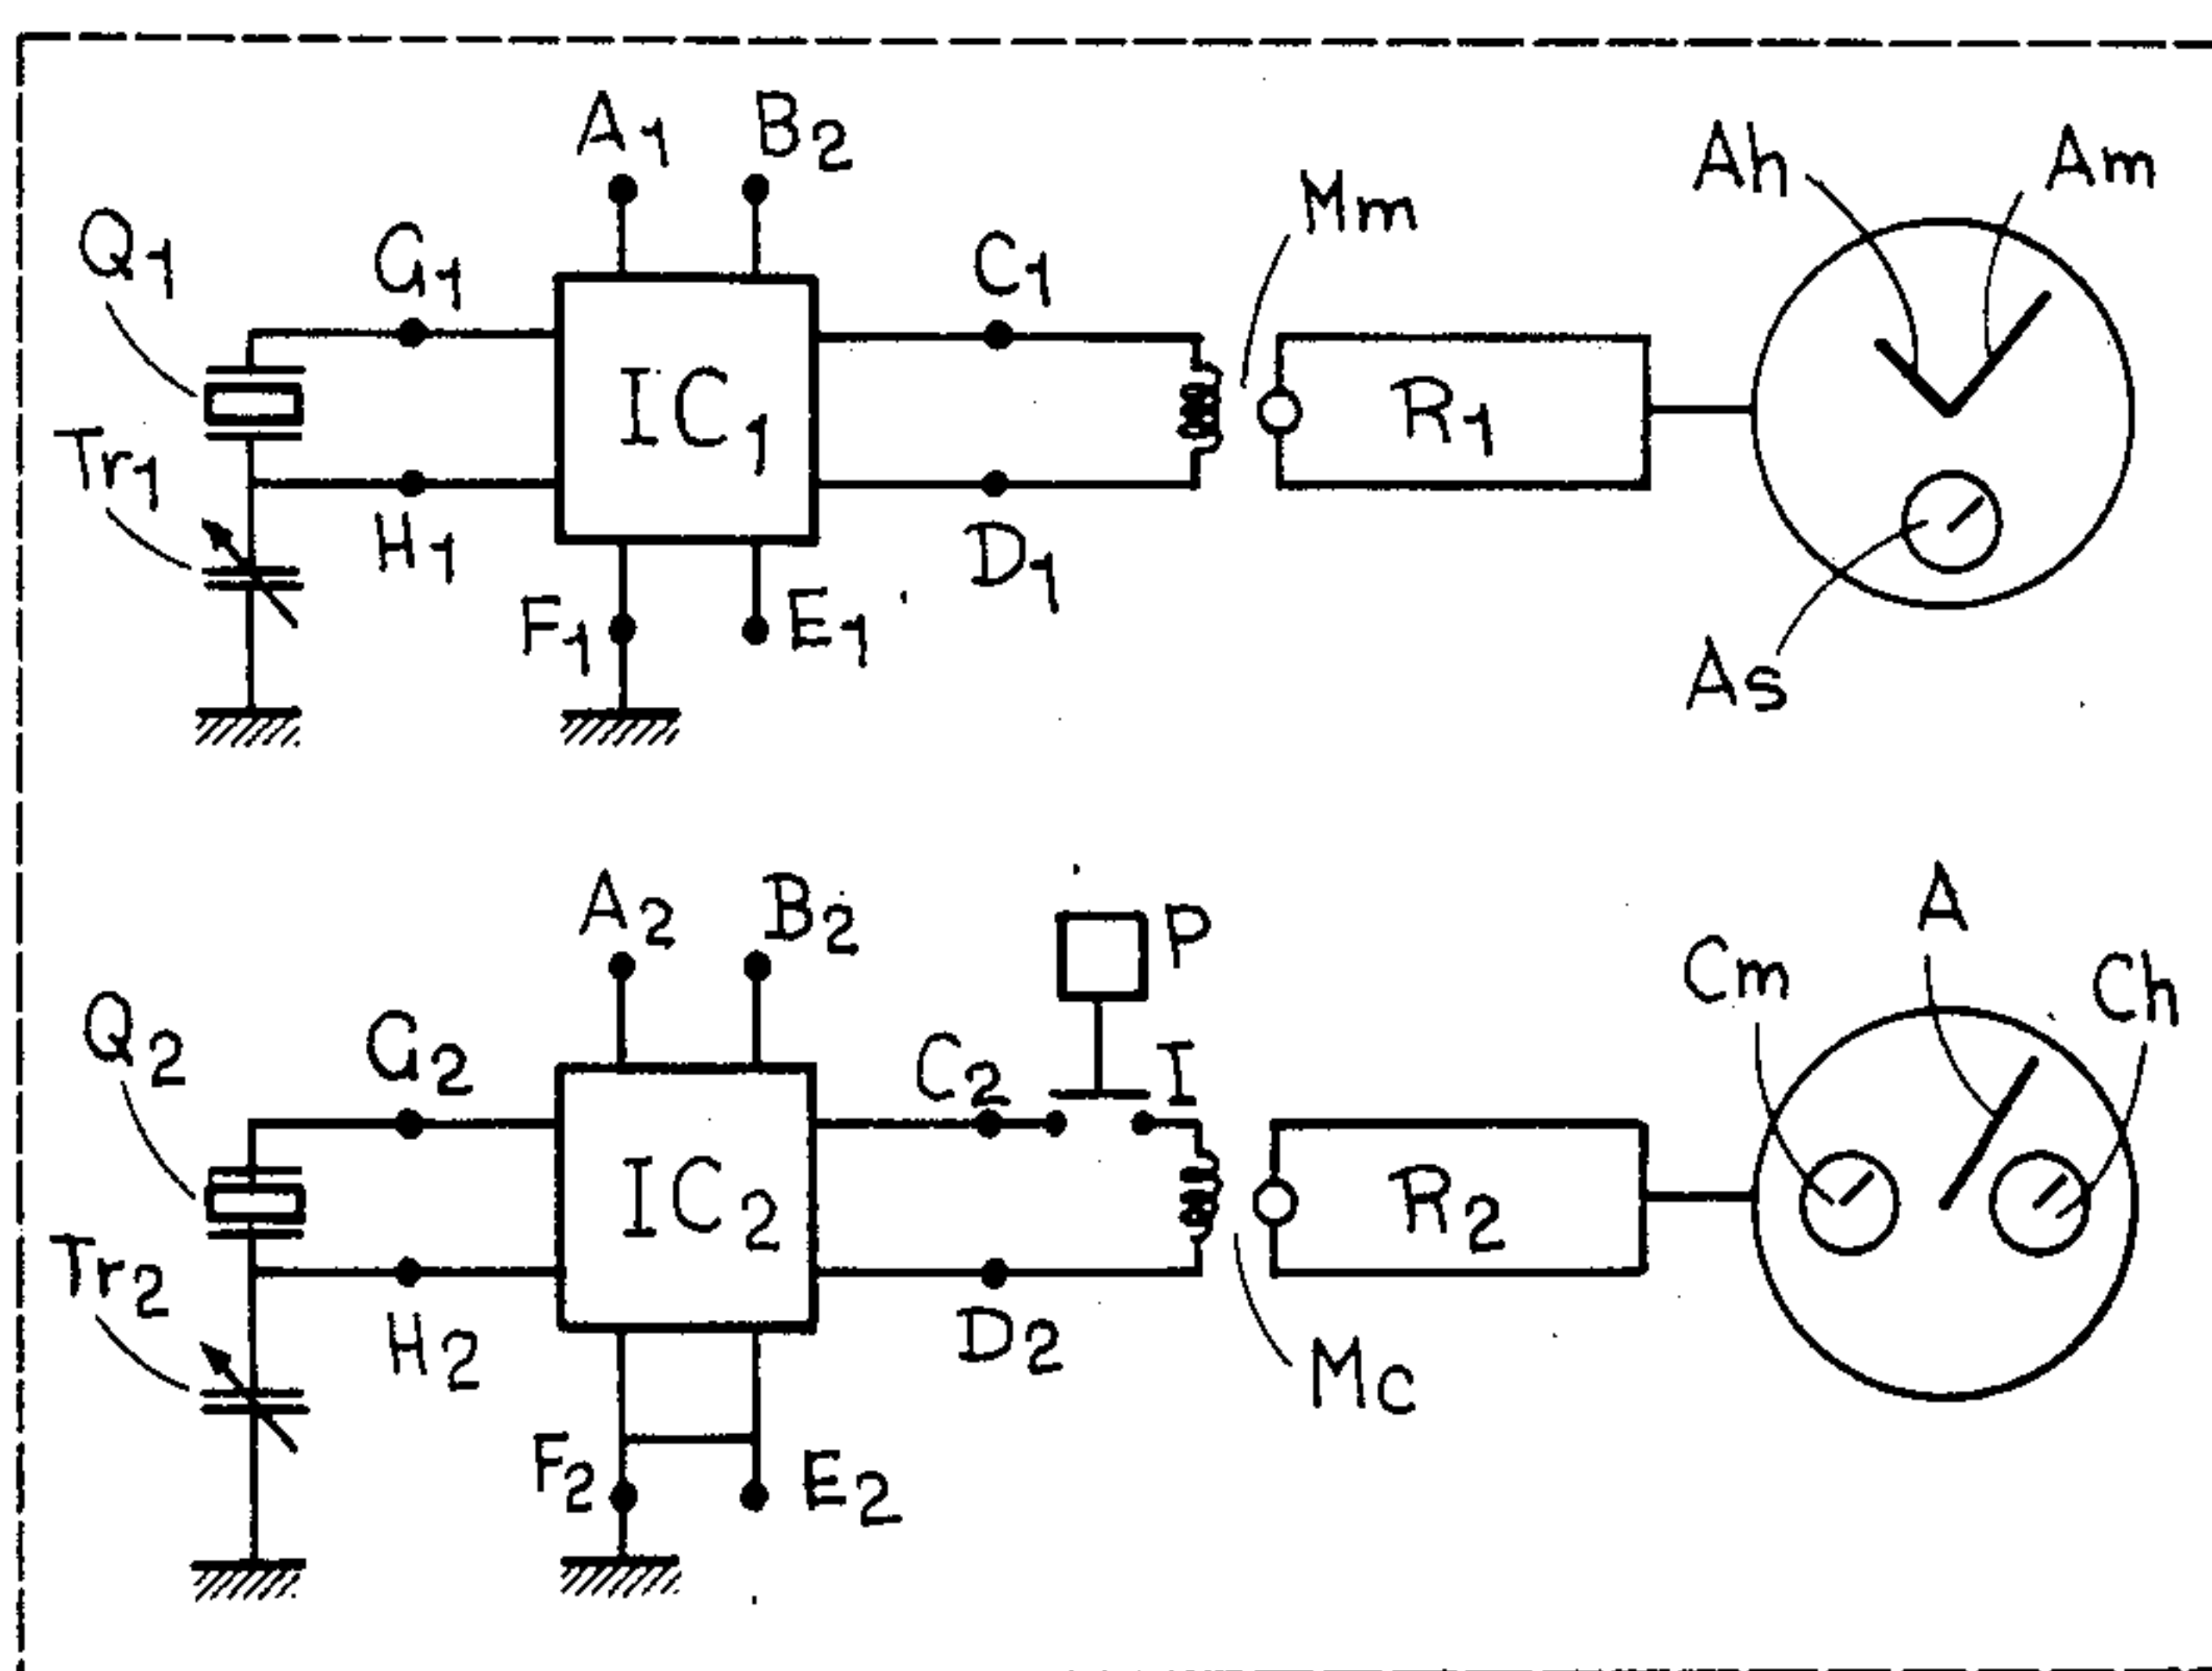 A1 B2
Ah Am
Mm
Q1 G1 C1
IC1 R1
Tr1
H1 D1
F1 E1
As
A2 B2 P A
Cm Ch
Q2 G2 C2 I
IC2 R2
Tr2
H2 D2 Mc
F2 E2